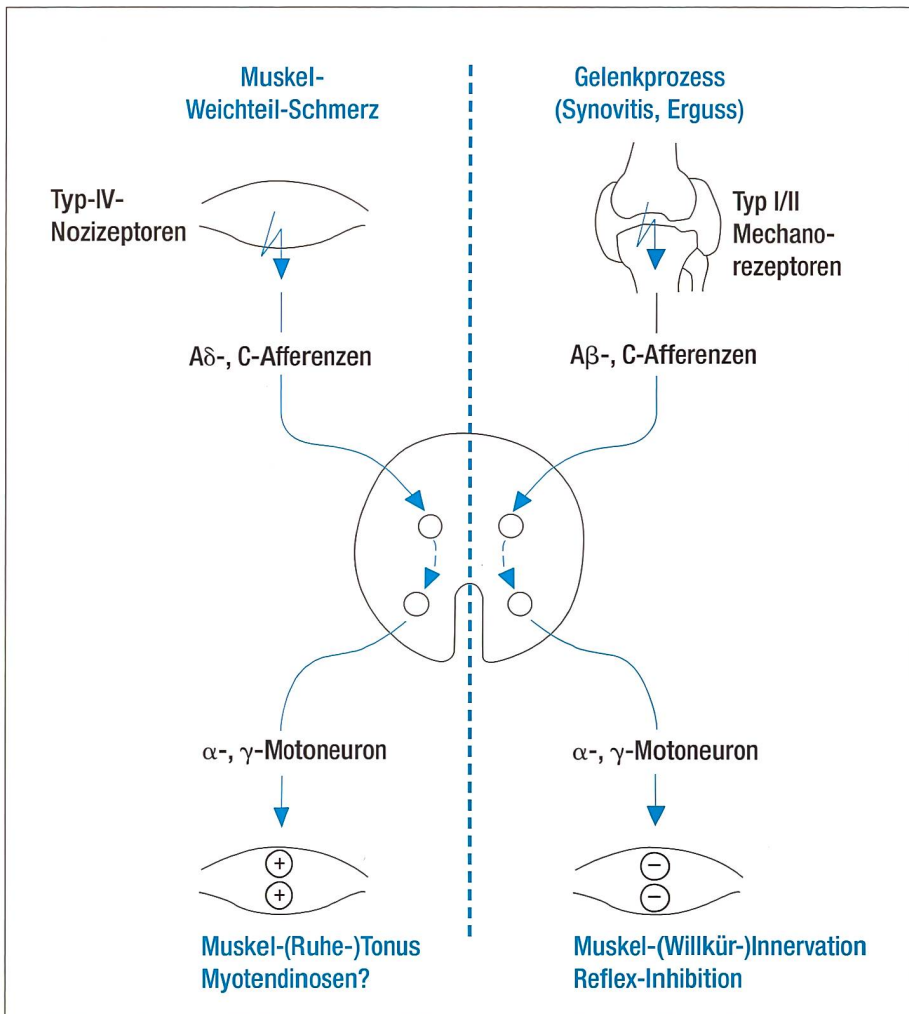 Muskel-
Weichteil-Schmerz
Gelenkprozess
(Synovitis, Erguss)
Typ-IV-
Nozizeptoren
Typ I/II
Mechano-
rezeptoren
Aδ-, C-Afferenzen
Aβ-, C-Afferenzen
α-, γ-Motoneuron
α-, γ-Motoneuron
+
+
−
−
Muskel-(Ruhe-)Tonus
Myotendinosen?
Muskel-(Willkür-)Innervation
Reflex-Inhibition